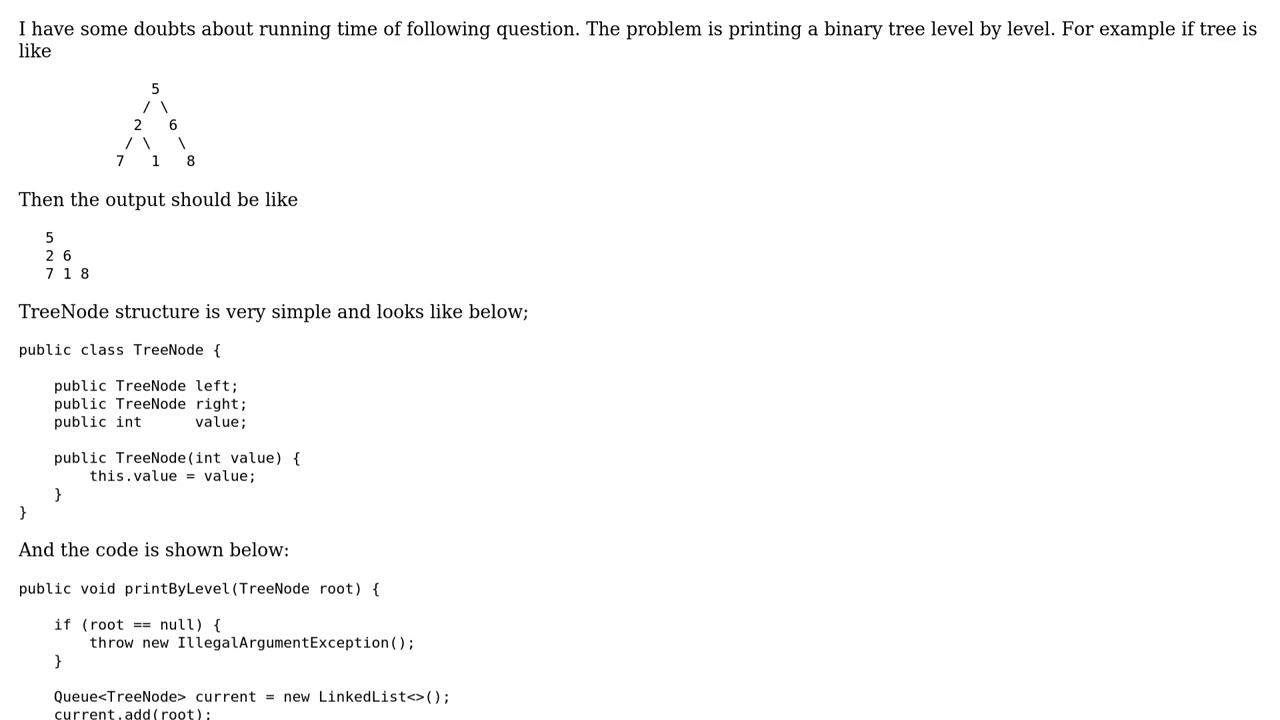 I have some doubts about running time of following question. The problem is printing a binary tree level by level. For example if tree is
like
5
/ \
2   6
/ \   \
7   1   8
Then the output should be like
5
2 6
7 1 8
TreeNode structure is very simple and looks like below;
public class TreeNode {
public TreeNode left;
public TreeNode right;
public int      value;
public TreeNode(int value) {
this.value = value;
}
}
And the code is shown below:
public void printByLevel(TreeNode root) {
if (root == null) {
throw new IllegalArgumentException();
}
Queue<TreeNode> current = new LinkedList<>();
current.add(root);